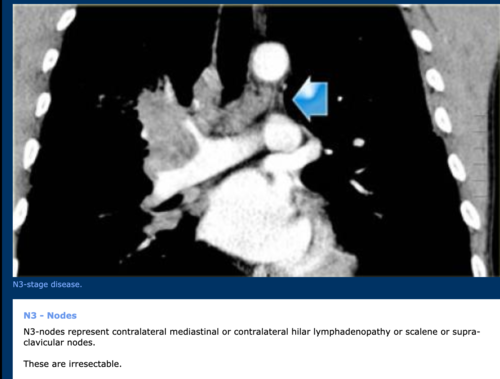 N3-stage disease.
N3 - Nodes
N3-nodes represent contralateral mediastinal or contralateral hilar lymphadenopathy or scalene or supra-
clavicular nodes.
These are irresectable.